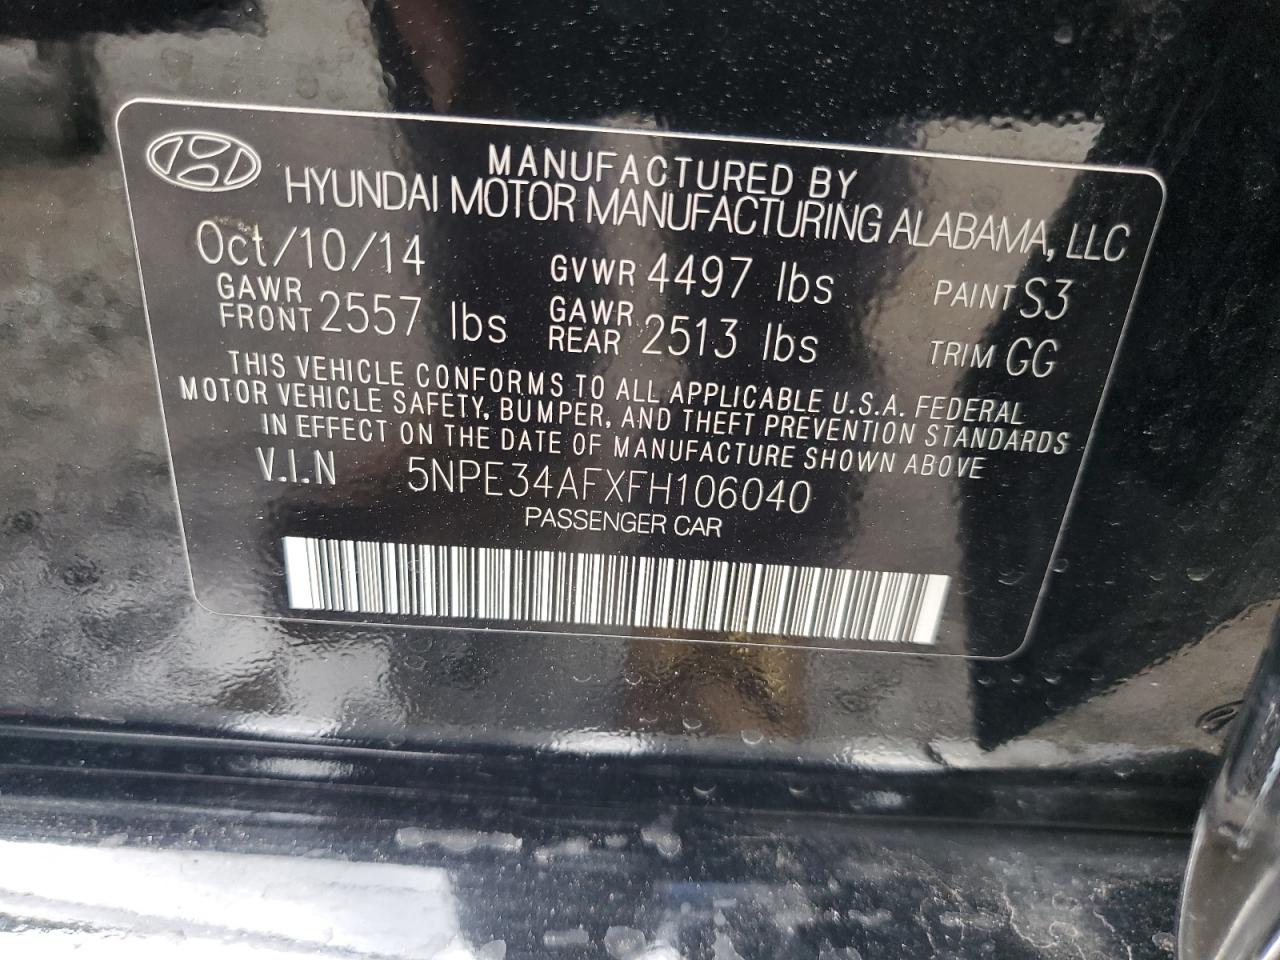 MANUFACTURED BY
HYUNDAI MOTOR MANUFACTURING ALABAMA, LLC
Oct/10/14 GVWR 4497 lbs PAINT S3
GAWR FRONT 2557 lbs GAWR REAR 2513 lbs TRIM GG
THIS VEHICLE CONFORMS TO ALL APPLICABLE U.S.A. FEDERAL
MOTOR VEHICLE SAFETY, BUMPER, AND THEFT PREVENTION STANDARDS
IN EFFECT ON THE DATE OF MANUFACTURE SHOWN ABOVE
V.I.N 5NPE34AFXFH106040
PASSENGER CAR